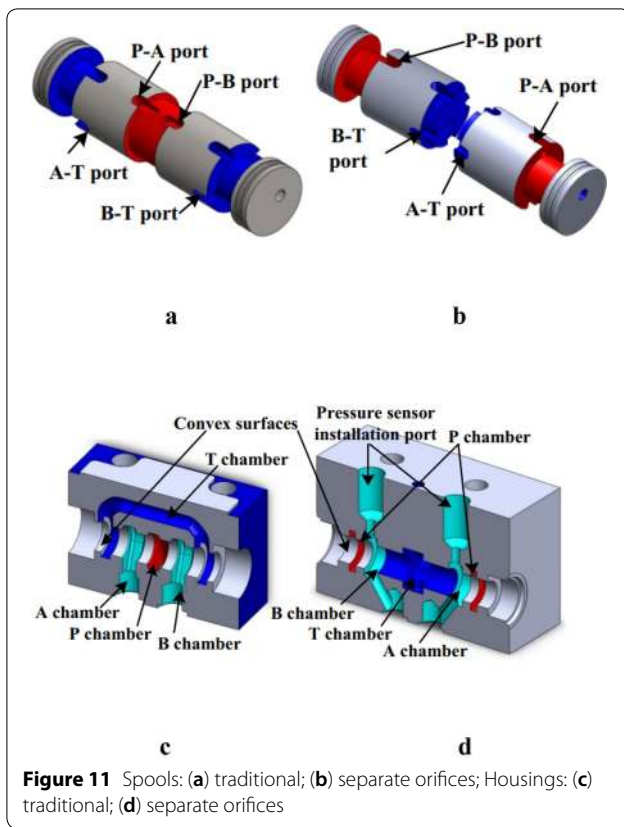 P-A port
P-B port
A-T port
B-T port
a
P-B port
P-A port
B-T
port
A-T port
b
Convex surfaces
T chamber
A chamber
P chamber
B chamber
c
Pressure sensor
installation port
P chamber
B chamber
T chamber
A chamber
d
Figure 11 Spools: (a) traditional; (b) separate orifices; Housings: (c)
traditional; (d) separate orifices